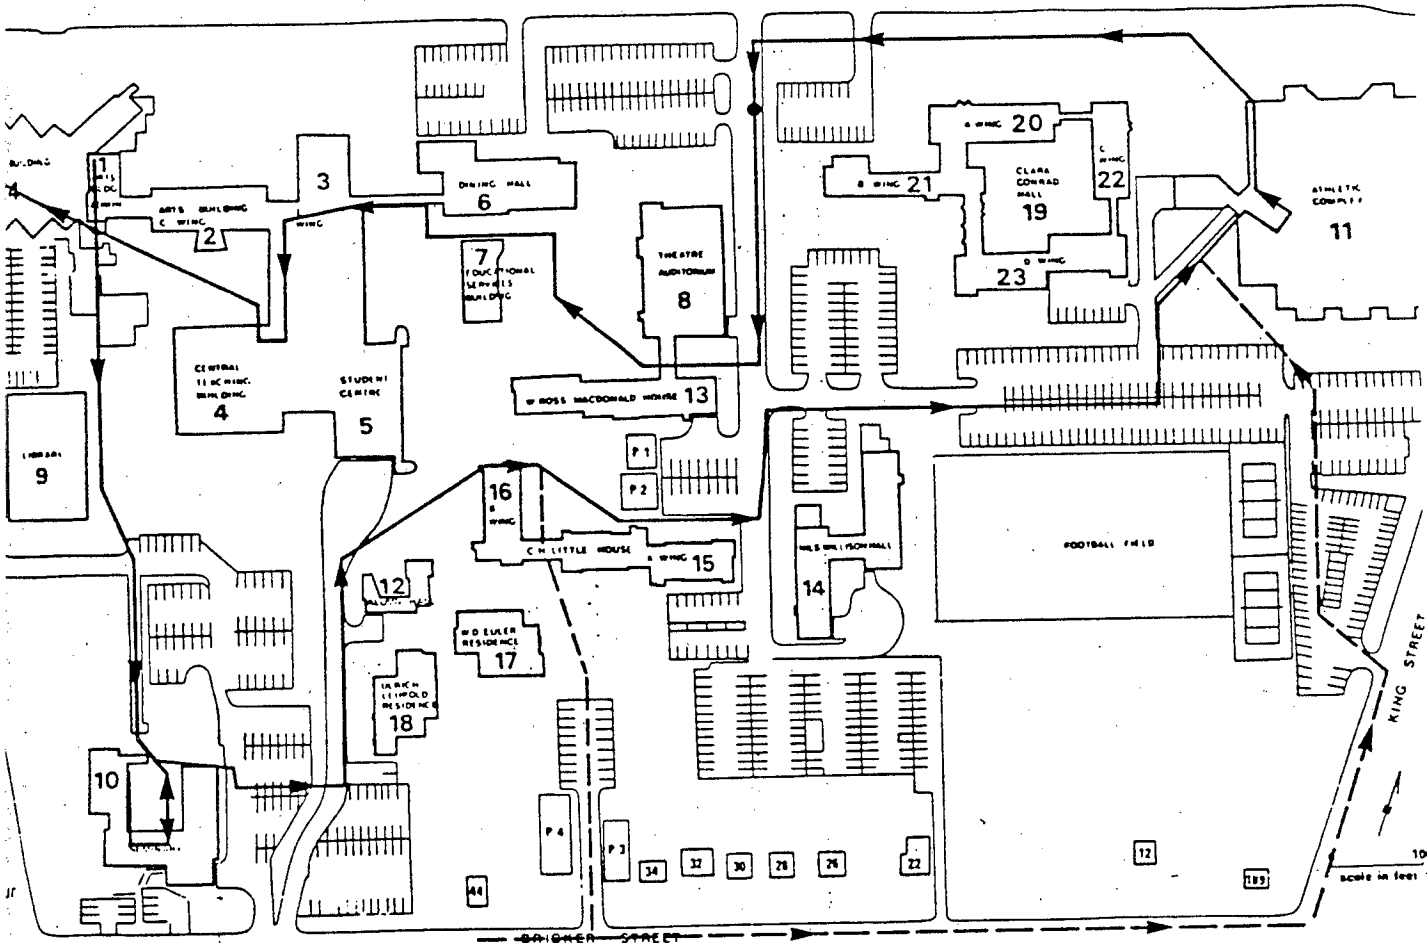 BUILDING
4
1
3
WING
ARTS BUILDING
C WING
2
DINING HALL
6
7
EDUCATIONAL
SERVICES
BUILDING
THEATRE
AUDITORIUM
8
A WING 20
B WING 21
C
WING
22
CLARA
CONRAD
HALL
19
D WING
23
ATHLETIC
COMPLEX
11
CENTRAL
TEACHING
BUILDING
4
STUDENT
CENTRE
5
W ROSS MACDONALD HOUSE 13
LIBRARY
9
P 1
P 2
16
B
WING
C H LITTLE HOUSE
A WING 15
14
FOOTBALL FIELD
12
W D EULER
RESIDENCE
17
ULRICH
LEUPOLD
RESIDENCE
18
10
P 4
P 3
44
34
32
30
28
26
22
12
189
KING STREET
scale in feet
BRICKER STREET